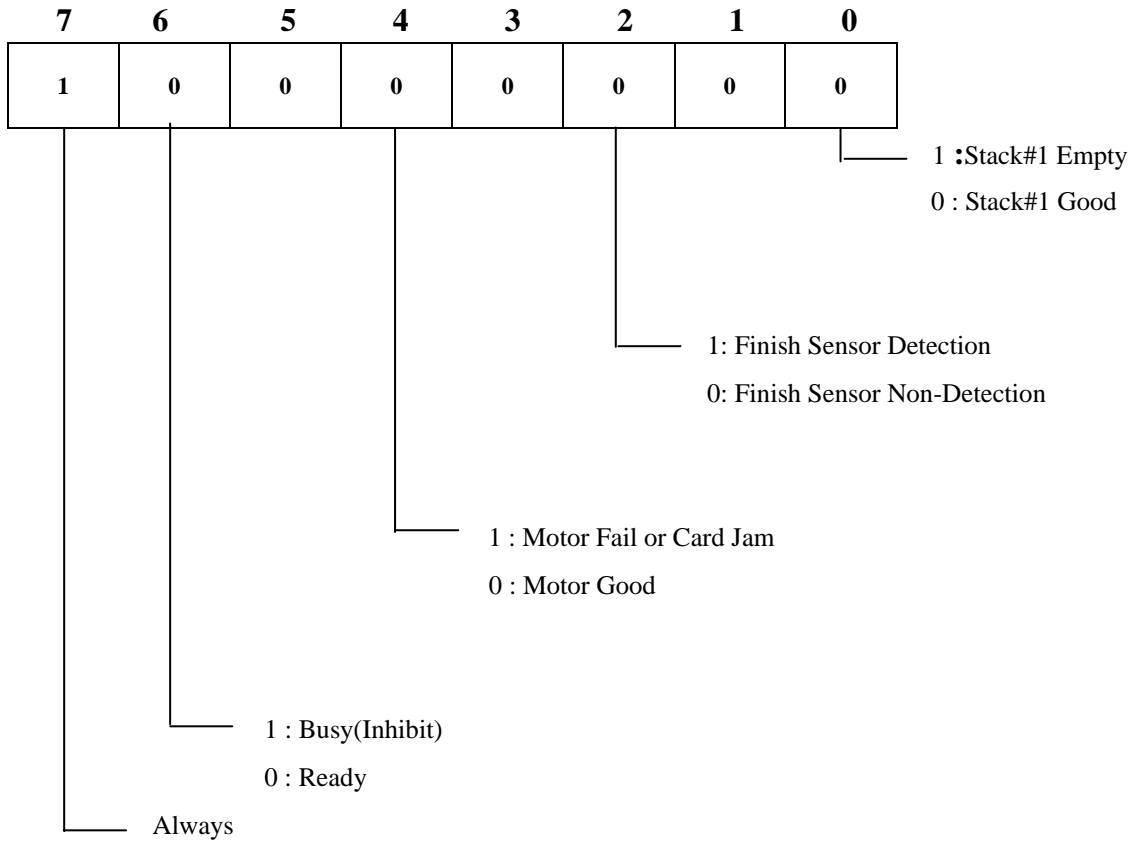 7 6 5 4 3 2 1 0
1 0 0 0 0 0 0 0
1 :Stack#1 Empty
0 : Stack#1 Good
1: Finish Sensor Detection
0: Finish Sensor Non-Detection
1 : Motor Fail or Card Jam
0 : Motor Good
1 : Busy(Inhibit)
0 : Ready
Always